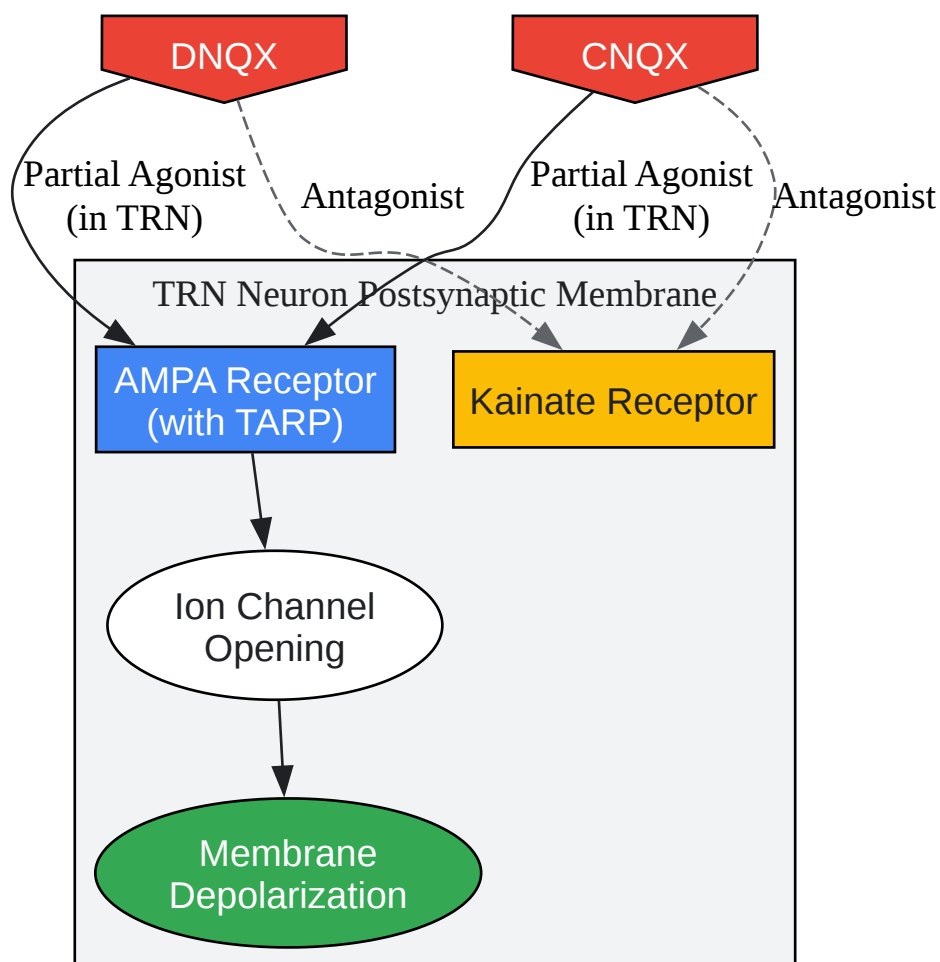 DNQX
CNQX
Partial Agonist
(in TRN)
Antagonist
Partial Agonist
(in TRN)
Antagonist
TRN Neuron Postsynaptic Membrane
AMPA Receptor
(with TARP)
Kainate Receptor
Ion Channel
Opening
Membrane
Depolarization